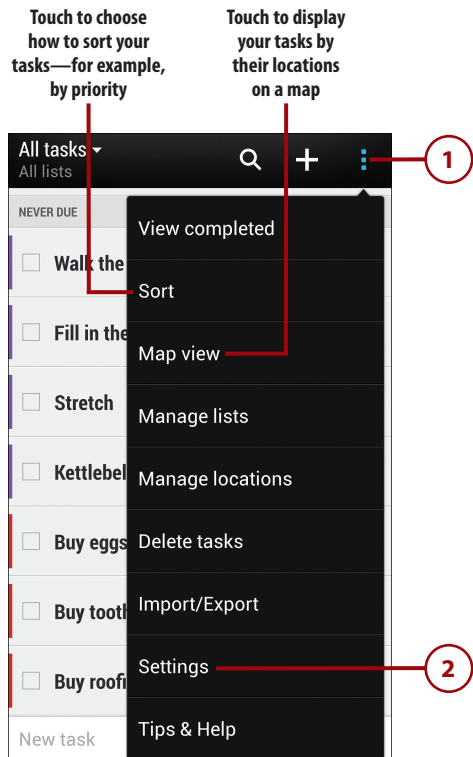 Touch to choose
how to sort your
tasks—for example,
by priority
Touch to display
your tasks by
their locations
on a map
All tasks
All lists
1
NEVER DUE
Walk the
Fill in the
Stretch
Kettlebel
Buy eggs
Buy tooth
Buy roofi
New task
View completed
Sort
Map view
Manage lists
Manage locations
Delete tasks
Import/Export
Settings
2
Tips & Help